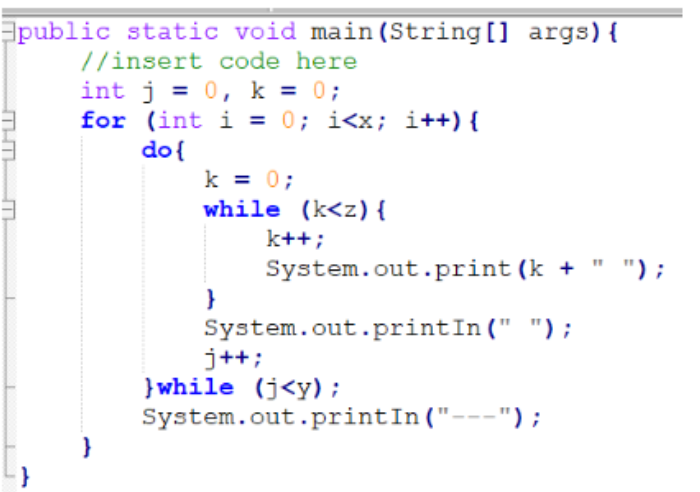 public static void main(String[] args){
//insert code here
int j = 0, k = 0;
for (int i = 0; i<x; i++){
do{
k = 0;
while (k<z){
k++;
System.out.print(k + " ");
}
System.out.printIn(" ");
j++;
}while (j<y);
System.out.printIn("---");
}
}